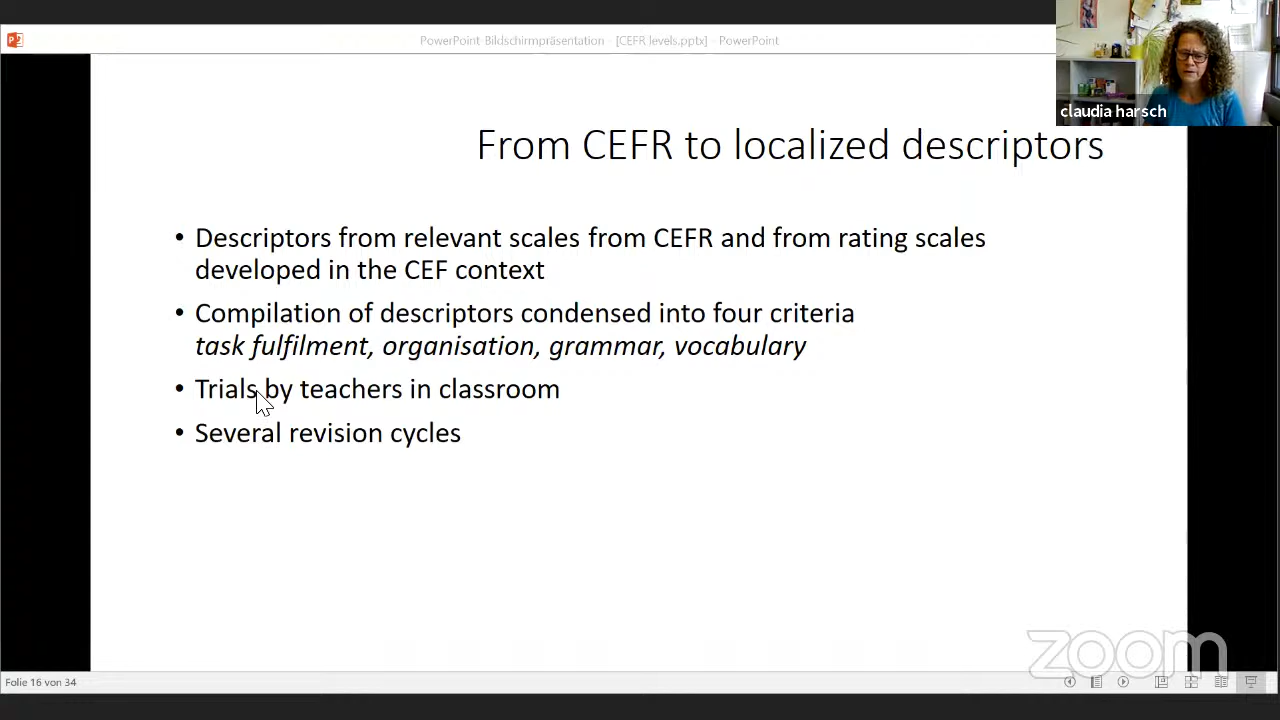 PowerPoint-Bildschirmpräsentation - [CEFR levels.pptx] - PowerPoint
claudia harsch
From CEFR to localized descriptors
• Descriptors from relevant scales from CEFR and from rating scales
developed in the CEF context
• Compilation of descriptors condensed into four criteria
task fulfilment, organisation, grammar, vocabulary
• Trials by teachers in classroom
• Several revision cycles
zoom
Folie 16 von 34